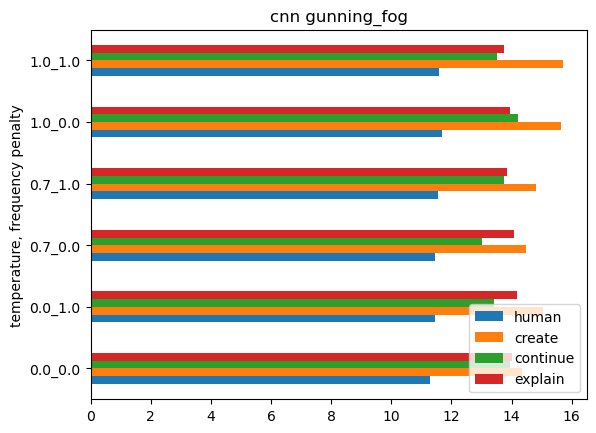 cnn gunning_fog
temperature, frequency penalty
1.0_1.0
1.0_0.0
0.7_1.0
0.7_0.0
0.0_1.0
0.0_0.0
human
create
continue
explain
0 2 4 6 8 10 12 14 16